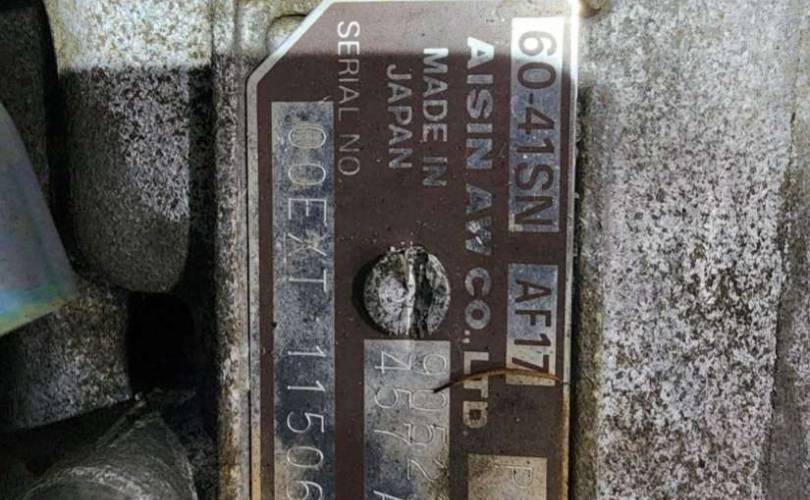 60-41SN AF17
AISIN AW CO., LTD.
MADE IN
JAPAN
SERIAL NO.
00EXT 11506